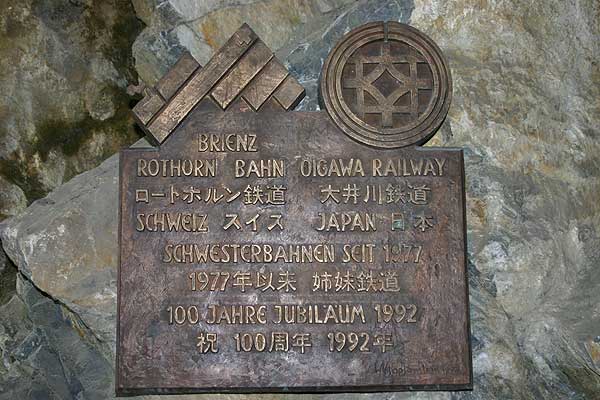 BRIENZ
ROTHORN BAHN OIGAWA RAILWAY
ロートホルン鉄道 大井川鉄道
SCHWEIZ スイス JAPAN 日本
SCHWESTERBAHNEN SEIT 1977
1977年以来 姉妹鉄道
100 JAHRE JUBILÄUM 1992
祝 100周年 1992年